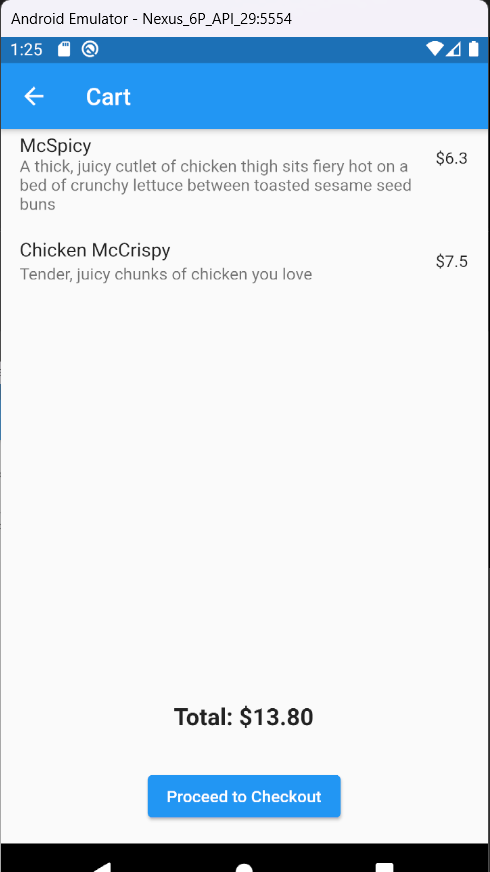 Android Emulator - Nexus_6P_API_29:5554
1:25
Cart
McSpicy
$6.3
A thick, juicy cutlet of chicken thigh sits fiery hot on a
bed of crunchy lettuce between toasted sesame seed
buns
Chicken McCrispy
$7.5
Tender, juicy chunks of chicken you love
Total: $13.80
Proceed to Checkout